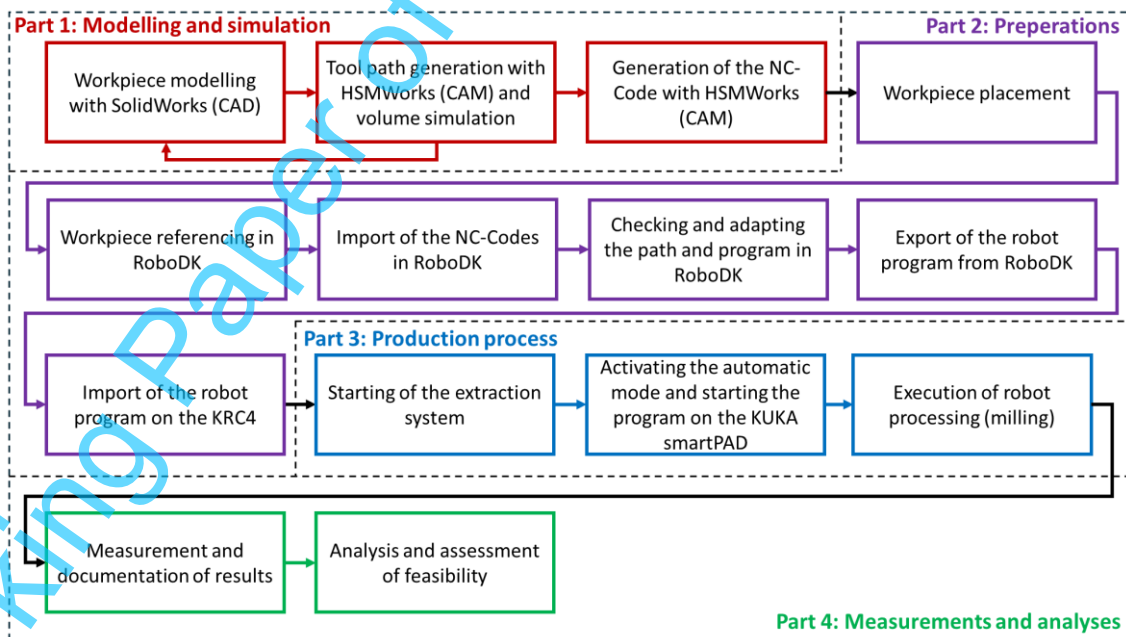 Part 1: Modelling and simulation
Part 2: Preperations
Workpiece modelling
with SolidWorks (CAD)
Tool path generation with
HSMWorks (CAM) and
volume simulation
Generation of the NC-
Code with HSMWorks
(CAM)
Workpiece placement
Workpiece referencing in
RoboDK
Import of the NC-Codes
in RoboDK
Checking and adapting
the path and program in
RoboDK
Export of the robot
program from RoboDK
Part 3: Production process
Import of the robot
program on the KRC4
Starting of the extraction
system
Activating the automatic
mode and starting the
program on the KUKA
smartPAD
Execution of robot
processing (milling)
Measurement and
documentation of results
Analysis and assessment
of feasibility
Part 4: Measurements and analyses
king Paper of